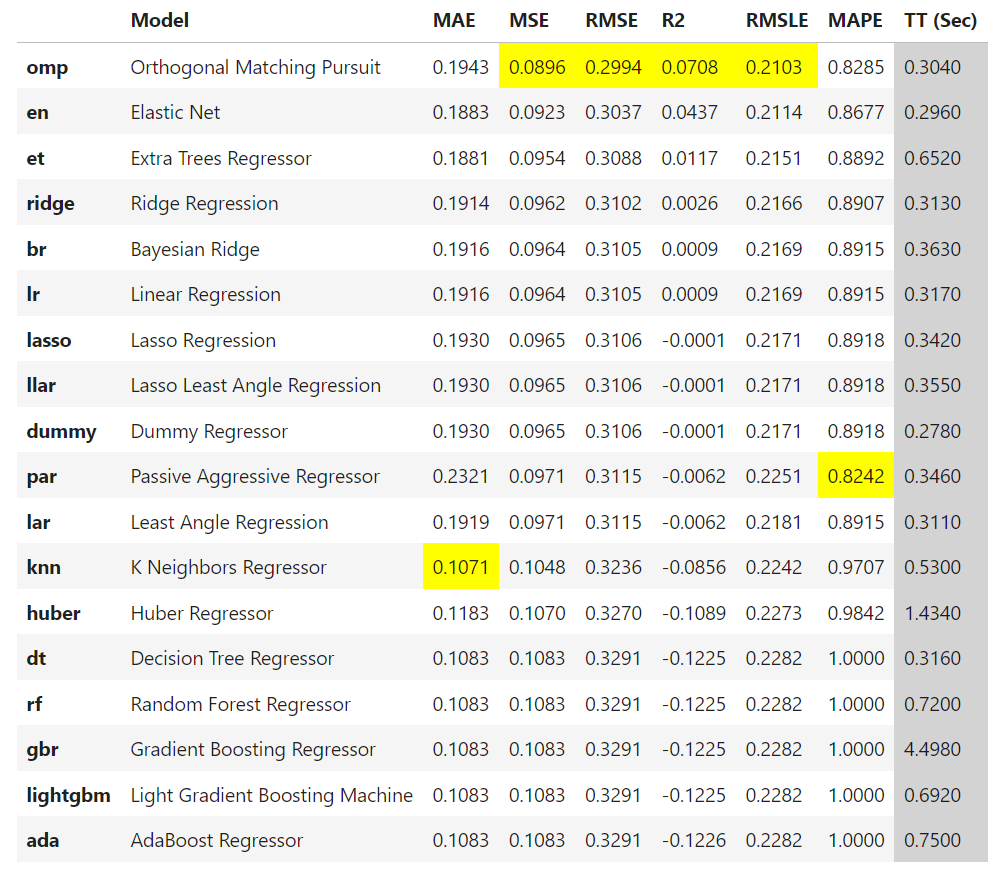 Model MAE MSE RMSE R2 RMSLE MAPE TT (Sec)
omp Orthogonal Matching Pursuit 0.1943 0.0896 0.2994 0.0708 0.2103 0.8285 0.3040
en Elastic Net 0.1883 0.0923 0.3037 0.0437 0.2114 0.8677 0.2960
et Extra Trees Regressor 0.1881 0.0954 0.3088 0.0117 0.2151 0.8892 0.6520
ridge Ridge Regression 0.1914 0.0962 0.3102 0.0026 0.2166 0.8907 0.3130
br Bayesian Ridge 0.1916 0.0964 0.3105 0.0009 0.2169 0.8915 0.3630
lr Linear Regression 0.1916 0.0964 0.3105 0.0009 0.2169 0.8915 0.3170
lasso Lasso Regression 0.1930 0.0965 0.3106 -0.0001 0.2171 0.8918 0.3420
llar Lasso Least Angle Regression 0.1930 0.0965 0.3106 -0.0001 0.2171 0.8918 0.3550
dummy Dummy Regressor 0.1930 0.0965 0.3106 -0.0001 0.2171 0.8918 0.2780
par Passive Aggressive Regressor 0.2321 0.0971 0.3115 -0.0062 0.2251 0.8242 0.3460
lar Least Angle Regression 0.1919 0.0971 0.3115 -0.0062 0.2181 0.8915 0.3110
knn K Neighbors Regressor 0.1071 0.1048 0.3236 -0.0856 0.2242 0.9707 0.5300
huber Huber Regressor 0.1183 0.1070 0.3270 -0.1089 0.2273 0.9842 1.4340
dt Decision Tree Regressor 0.1083 0.1083 0.3291 -0.1225 0.2282 1.0000 0.3160
rf Random Forest Regressor 0.1083 0.1083 0.3291 -0.1225 0.2282 1.0000 0.7200
gbr Gradient Boosting Regressor 0.1083 0.1083 0.3291 -0.1225 0.2282 1.0000 4.4980
lightgbm Light Gradient Boosting Machine 0.1083 0.1083 0.3291 -0.1225 0.2282 1.0000 0.6920
ada AdaBoost Regressor 0.1083 0.1083 0.3291 -0.1226 0.2282 1.0000 0.7500